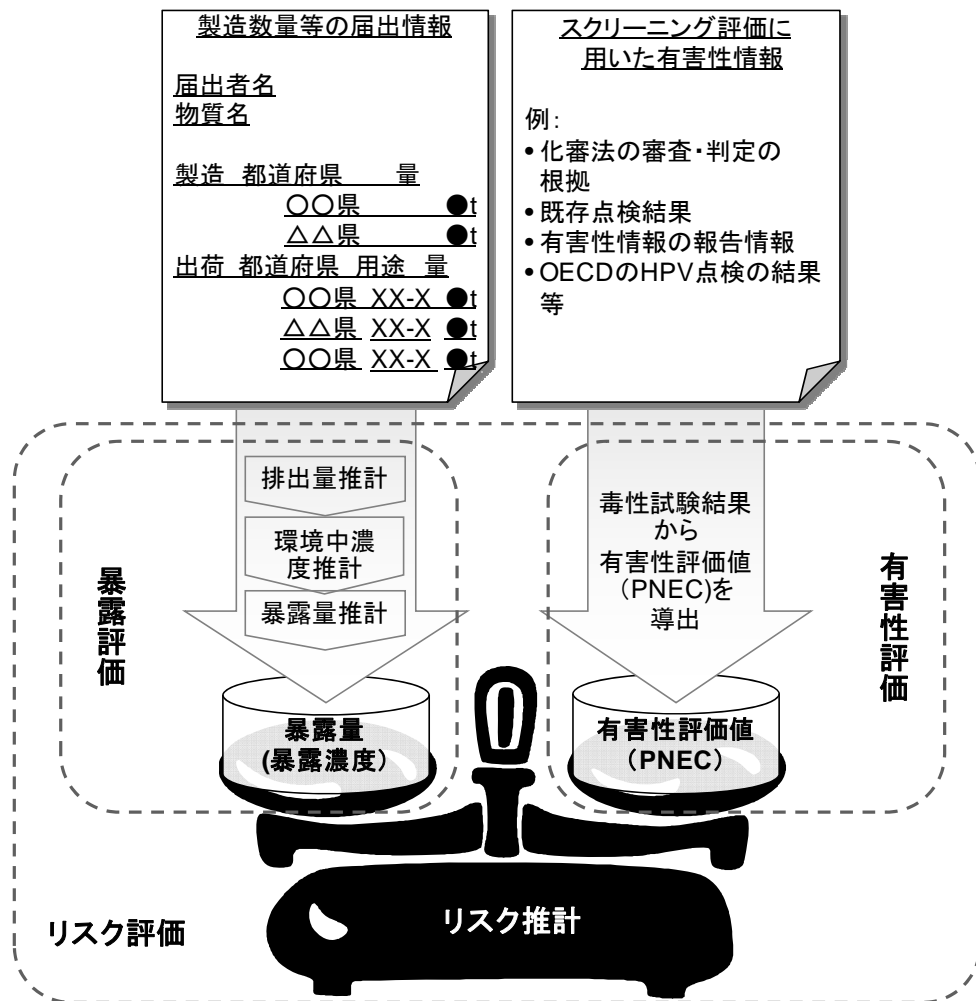 製造数量等の届出情報
届出者名
物質名
製造 都道府県 量
〇〇県 ●t
△△県 ●t
出荷 都道府県 用途 量
〇〇県 XX-X ●t
△△県 XX-X ●t
〇〇県 XX-X ●t
スクリーニング評価に
用いた有害性情報
例:
•化審法の審査・判定の
根拠
•既存点検結果
•有害性情報の報告情報
•OECDのHPV点検の結果
等
排出量推計
環境中濃
度推計
暴露量推計
毒性試験結果
から
有害性評価値
(PNEC)を
導出
暴露評価
有害性評価
暴露量
(暴露濃度)
有害性評価値
(PNEC)
リスク推計
リスク評価